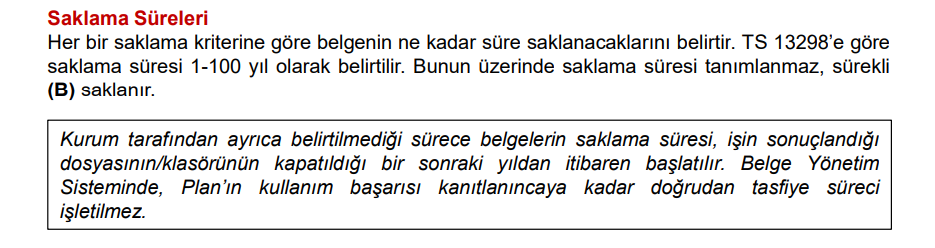 Saklama Süreleri
Her bir saklama kriterine göre belgenin ne kadar süre saklanacaklarını belirtir. TS 13298’e göre
saklama süresi 1-100 yıl olarak belirtilir. Bunun üzerinde saklama süresi tanımlanmaz, sürekli
(B) saklanır.
Kurum tarafından ayrıca belirtilmediği sürece belgelerin saklama süresi, işin sonuçlandığı
dosyasının/klasörünün kapatıldığı bir sonraki yıldan itibaren başlatılır. Belge Yönetim
Sisteminde, Plan’ın kullanım başarısı kanıtlanıncaya kadar doğrudan tasfiye süreci
işletilmez.